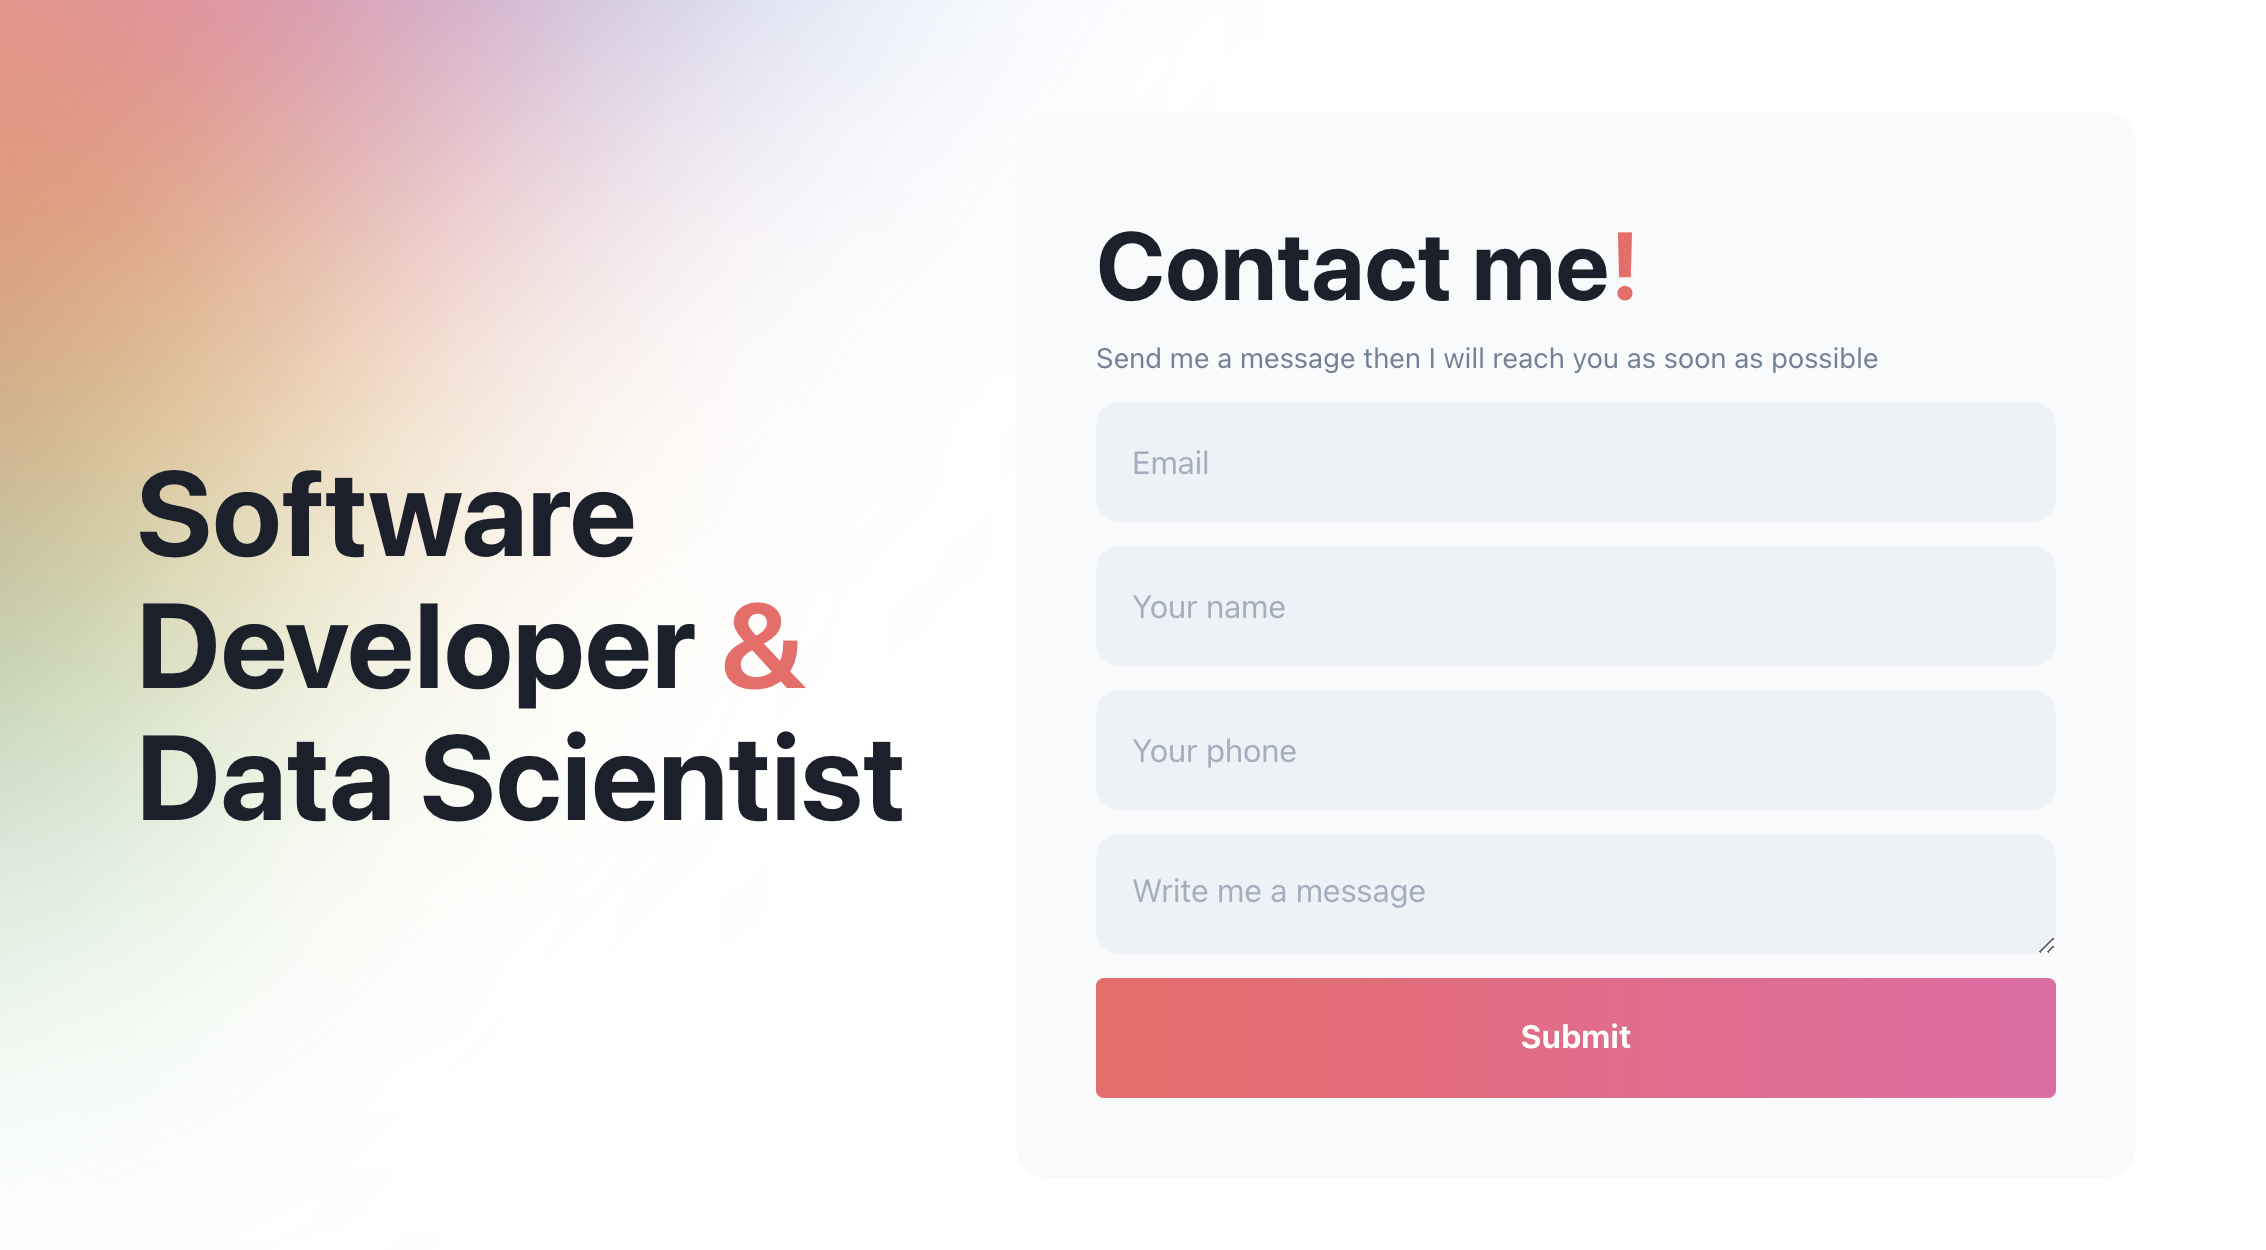 Software
Developer &
Data Scientist
Contact me!
Send me a message then I will reach you as soon as possible
Email
Your name
Your phone
Write me a message
Submit